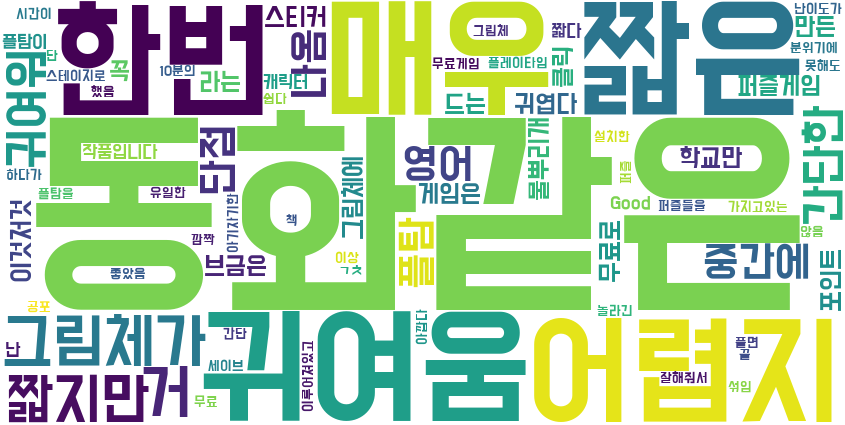 시간이
한번
매우
짧은
스티커
그림체
짧다
난이도가
만든
플탐이
단
꼭
10분의
다음
무료게임
플레이타임
클릭
분위기에
못해도
스테이지로
했음
라는
캐릭터
쉽다
드는
귀엽다
퍼즐게임
귀여워
동화같은
작품입니다
단점
영어
물뿌리개
설치한
학교만
간단한
하다가
플탐을
유일한
아기자기한
그림체에
게임은
퍼즐
Good
퍼즐들을
가지고있는
이것저것
책
깜짝
브금은
이상
ㄱㅊ
플탐
무료로
중간에
않음
좋았음
포인트
공포
놀라긴
난
그림체가
귀여움
어렵지
간단
아깝다
세이브
이루어져있고
플면
끝
짧지만
거
무료
잘해줘서
섞임